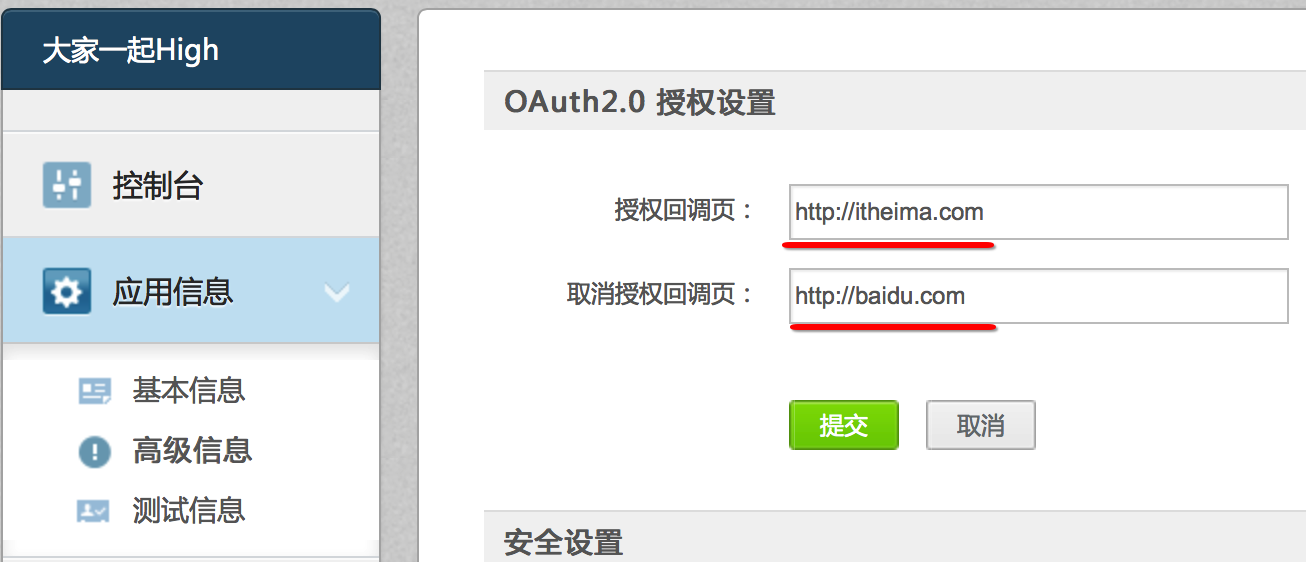 大家一起High
控制台
应用信息
基本信息
高级信息
测试信息
OAuth2.0 授权设置
授权回调页： http://itheima.com
取消授权回调页： http://baidu.com
提交 取消
安全设置